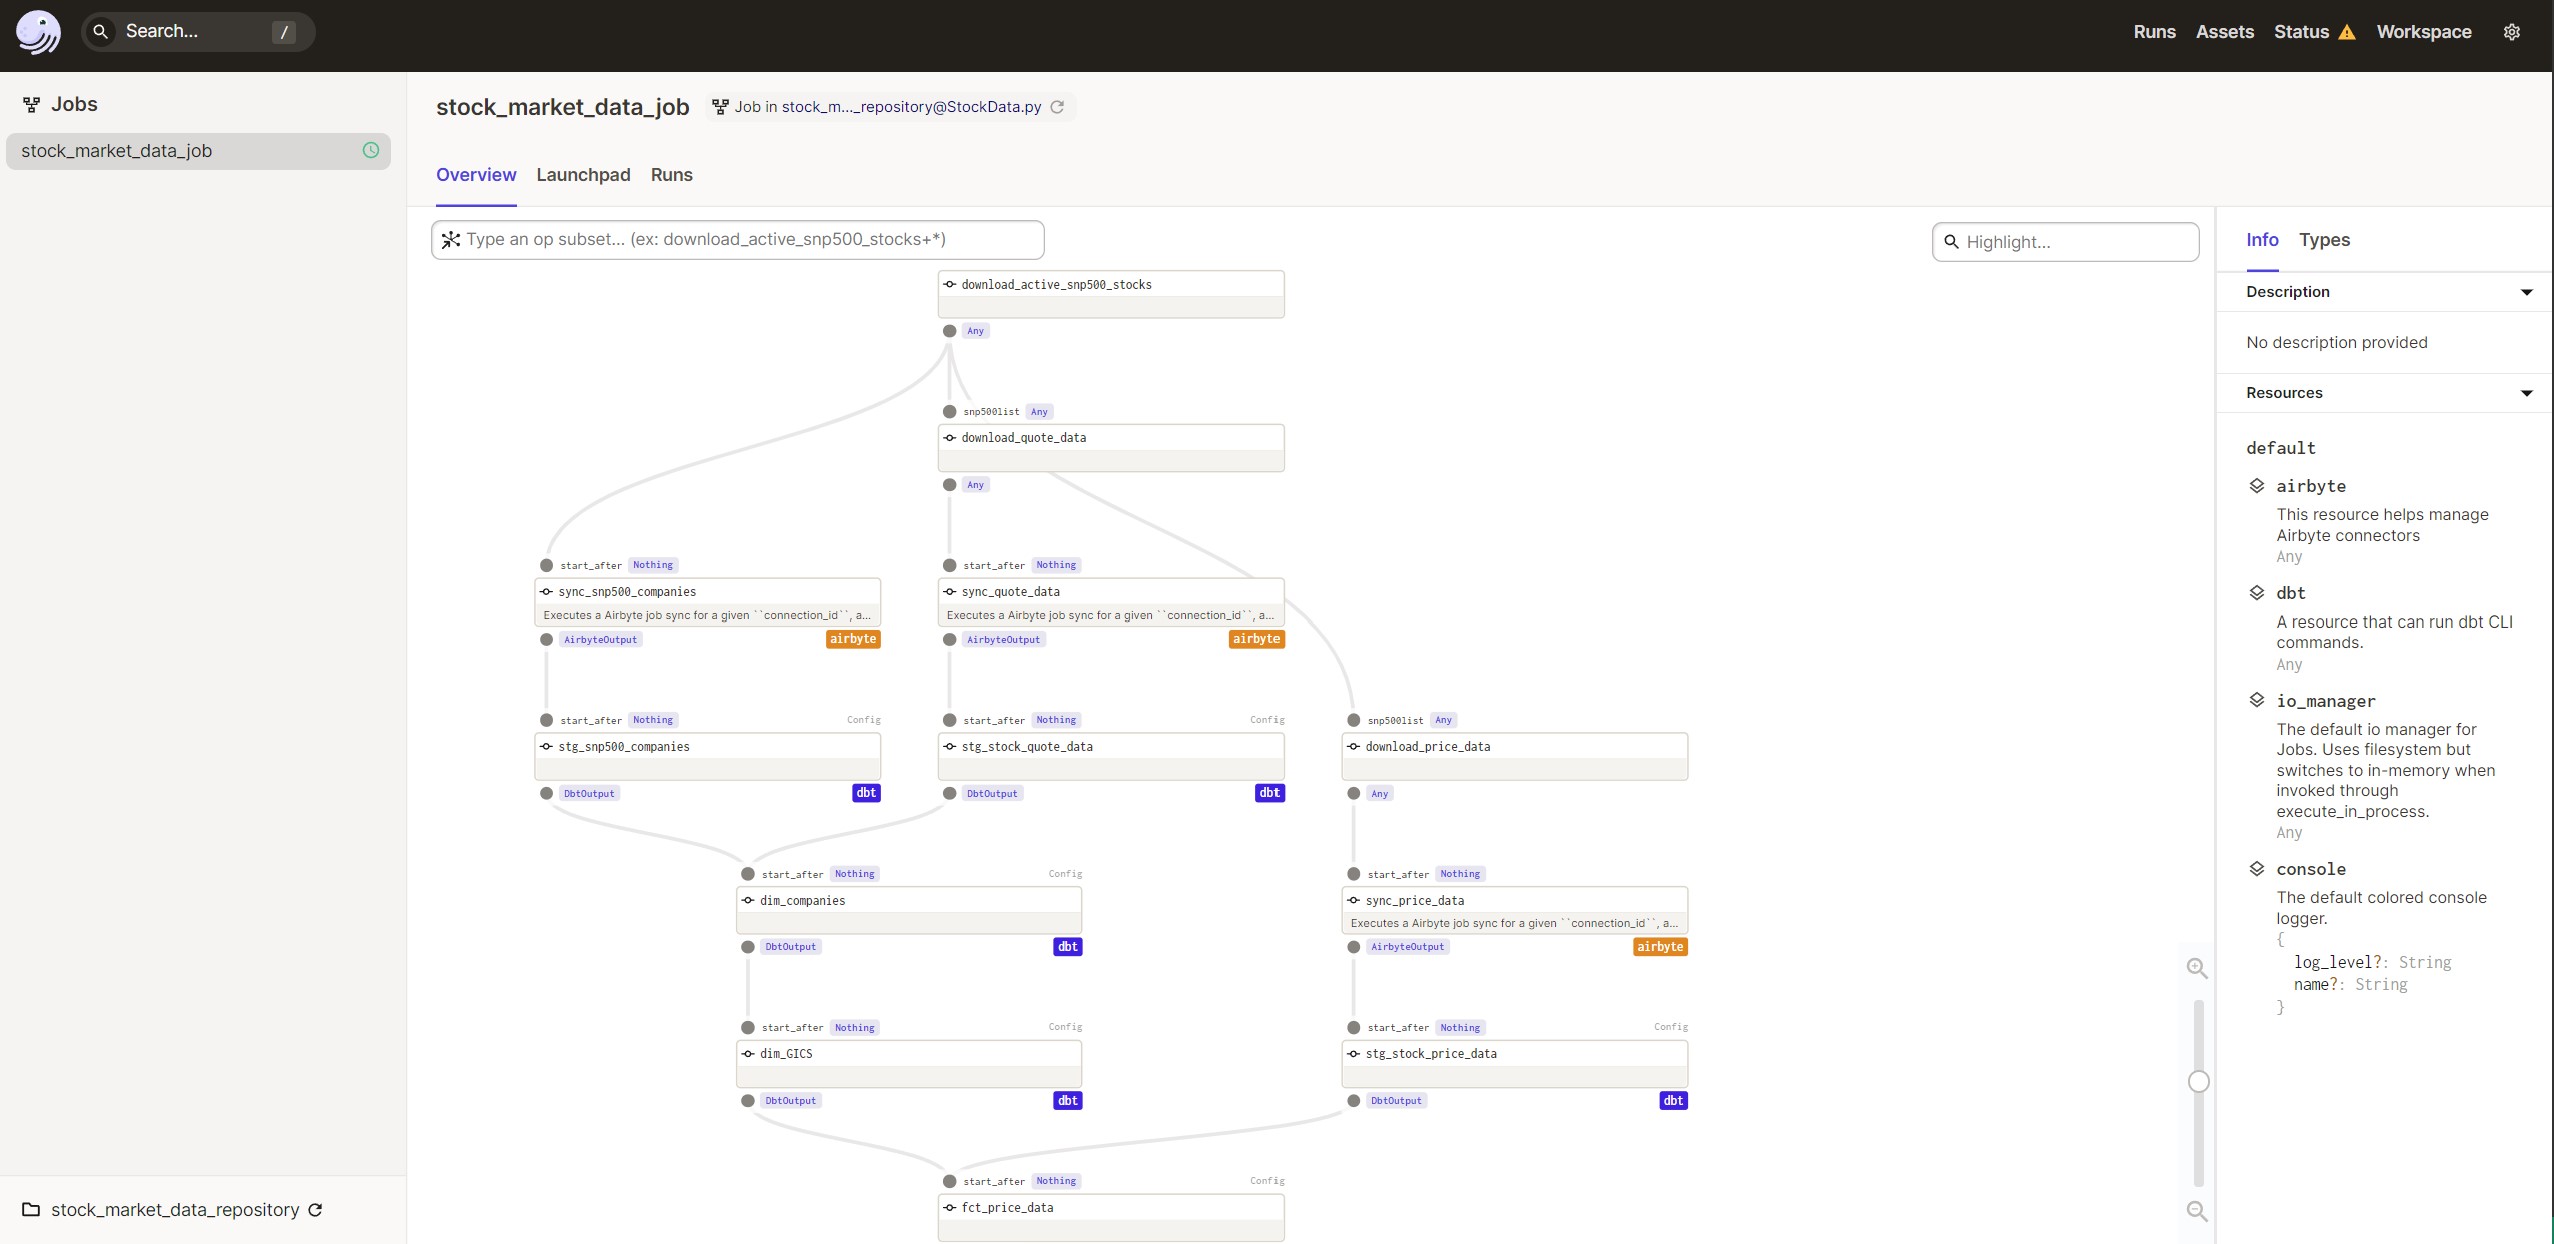 Search...
/
Runs
Assets
Status
Workspace
Jobs
stock_market_data_job
stock_market_data_repository
stock_market_data_job
Job in stock_m..._repository@StockData.py
Overview
Launchpad
Runs
Type an op subset... (ex: download_active_snp500_stocks+*)
Highlight...
download_active_snp500_stocks
Any
snp500list Any
download_quote_data
Any
start_after Nothing
sync_snp500_companies
Executes a Airbyte job sync for a given ``connection_id``, a...
AirbyteOutput
airbyte
start_after Nothing
sync_quote_data
Executes a Airbyte job sync for a given ``connection_id``, a...
AirbyteOutput
airbyte
start_after Nothing
Config
stg_snp500_companies
DbtOutput
dbt
start_after Nothing
Config
stg_stock_quote_data
DbtOutput
dbt
snp500list Any
download_price_data
Any
start_after Nothing
Config
dim_companies
DbtOutput
dbt
start_after Nothing
sync_price_data
Executes a Airbyte job sync for a given ``connection_id``, a...
AirbyteOutput
airbyte
start_after Nothing
Config
dim_GICS
DbtOutput
dbt
start_after Nothing
Config
stg_stock_price_data
DbtOutput
dbt
start_after Nothing
Config
fct_price_data
Info
Types
Description
No description provided
Resources
default
airbyte
This resource helps manage
Airbyte connectors
Any
dbt
A resource that can run dbt CLI
commands.
Any
io_manager
The default io manager for
Jobs. Uses filesystem but
switches to in-memory when
invoked through
execute_in_process.
Any
console
The default colored console
logger.
{
log_level?: String
name?: String
}